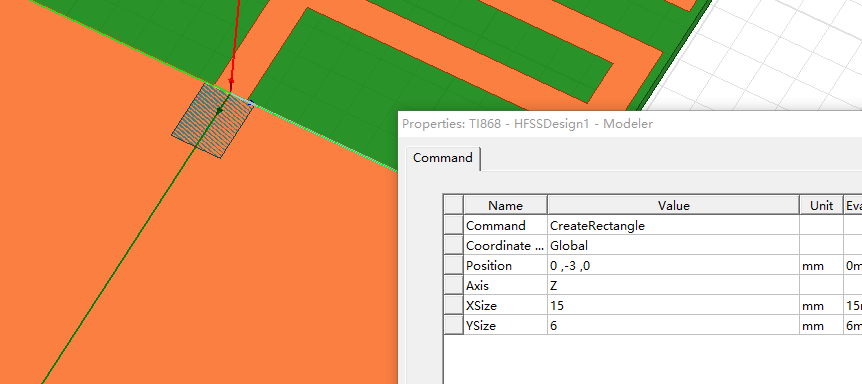 Properties: TI868 - HFSSDesign1 - Modeler
Command
Name Value Unit Eva
Command CreateRectangle
Coordinate ... Global
Position 0 ,-3 ,0 mm 0m
Axis Z
XSize 15 mm 15
YSize 6 mm 6m